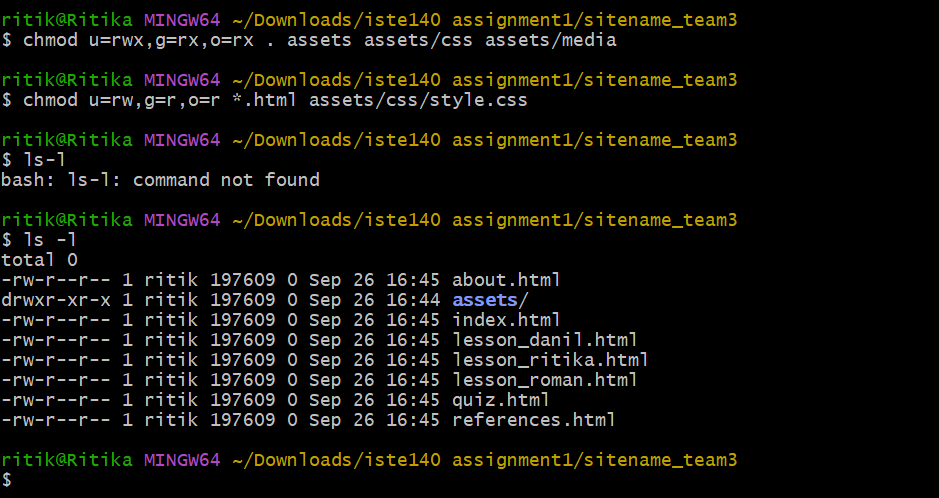 ritik@Ritika MINGW64 ~/Downloads/iste140 assignment1/sitename_team3
$ chmod u=rwx,g=rx,o=rx . assets assets/css assets/media
ritik@Ritika MINGW64 ~/Downloads/iste140 assignment1/sitename_team3
$ chmod u=rw,g=r,o=r *.html assets/css/style.css
ritik@Ritika MINGW64 ~/Downloads/iste140 assignment1/sitename_team3
$ ls-l
bash: ls-l: command not found
ritik@Ritika MINGW64 ~/Downloads/iste140 assignment1/sitename_team3
$ ls -l
total 0
-rw-r--r-- 1 ritik 197609 0 Sep 26 16:45 about.html
drwxr-xr-x 1 ritik 197609 0 Sep 26 16:44 assets/
-rw-r--r-- 1 ritik 197609 0 Sep 26 16:45 index.html
-rw-r--r-- 1 ritik 197609 0 Sep 26 16:45 lesson_danil.html
-rw-r--r-- 1 ritik 197609 0 Sep 26 16:45 lesson_ritika.html
-rw-r--r-- 1 ritik 197609 0 Sep 26 16:45 lesson_roman.html
-rw-r--r-- 1 ritik 197609 0 Sep 26 16:45 quiz.html
-rw-r--r-- 1 ritik 197609 0 Sep 26 16:45 references.html
ritik@Ritika MINGW64 ~/Downloads/iste140 assignment1/sitename_team3
$